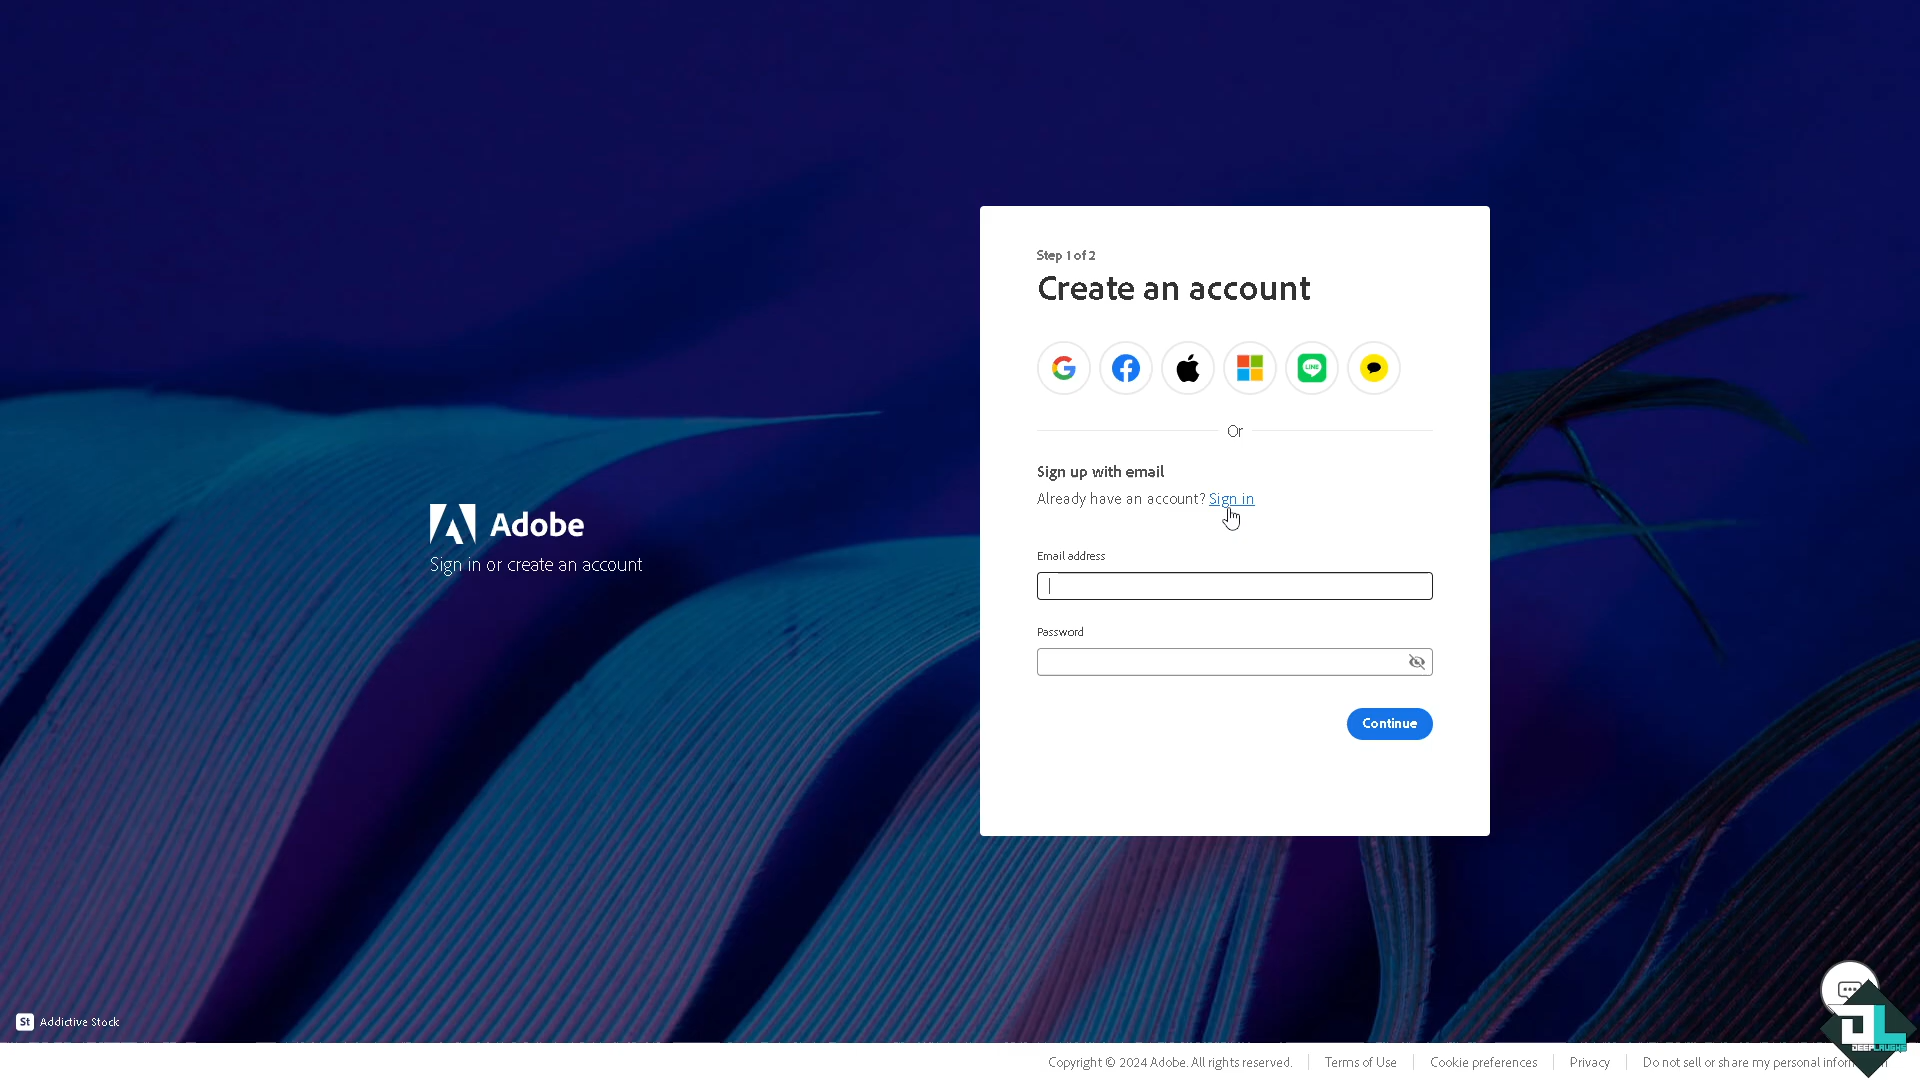 Step 1 of 2
Create an account
LINE
Or
Sign up with email
Already have an account? Sign in
Adobe
Sign in or create an account
Email address
Password
Continue
St Addictive Stock
DEEPLAUGHS
Copyright © 2024 Adobe. All rights reserved. Terms of Use Cookie preferences Privacy Do not sell or share my personal